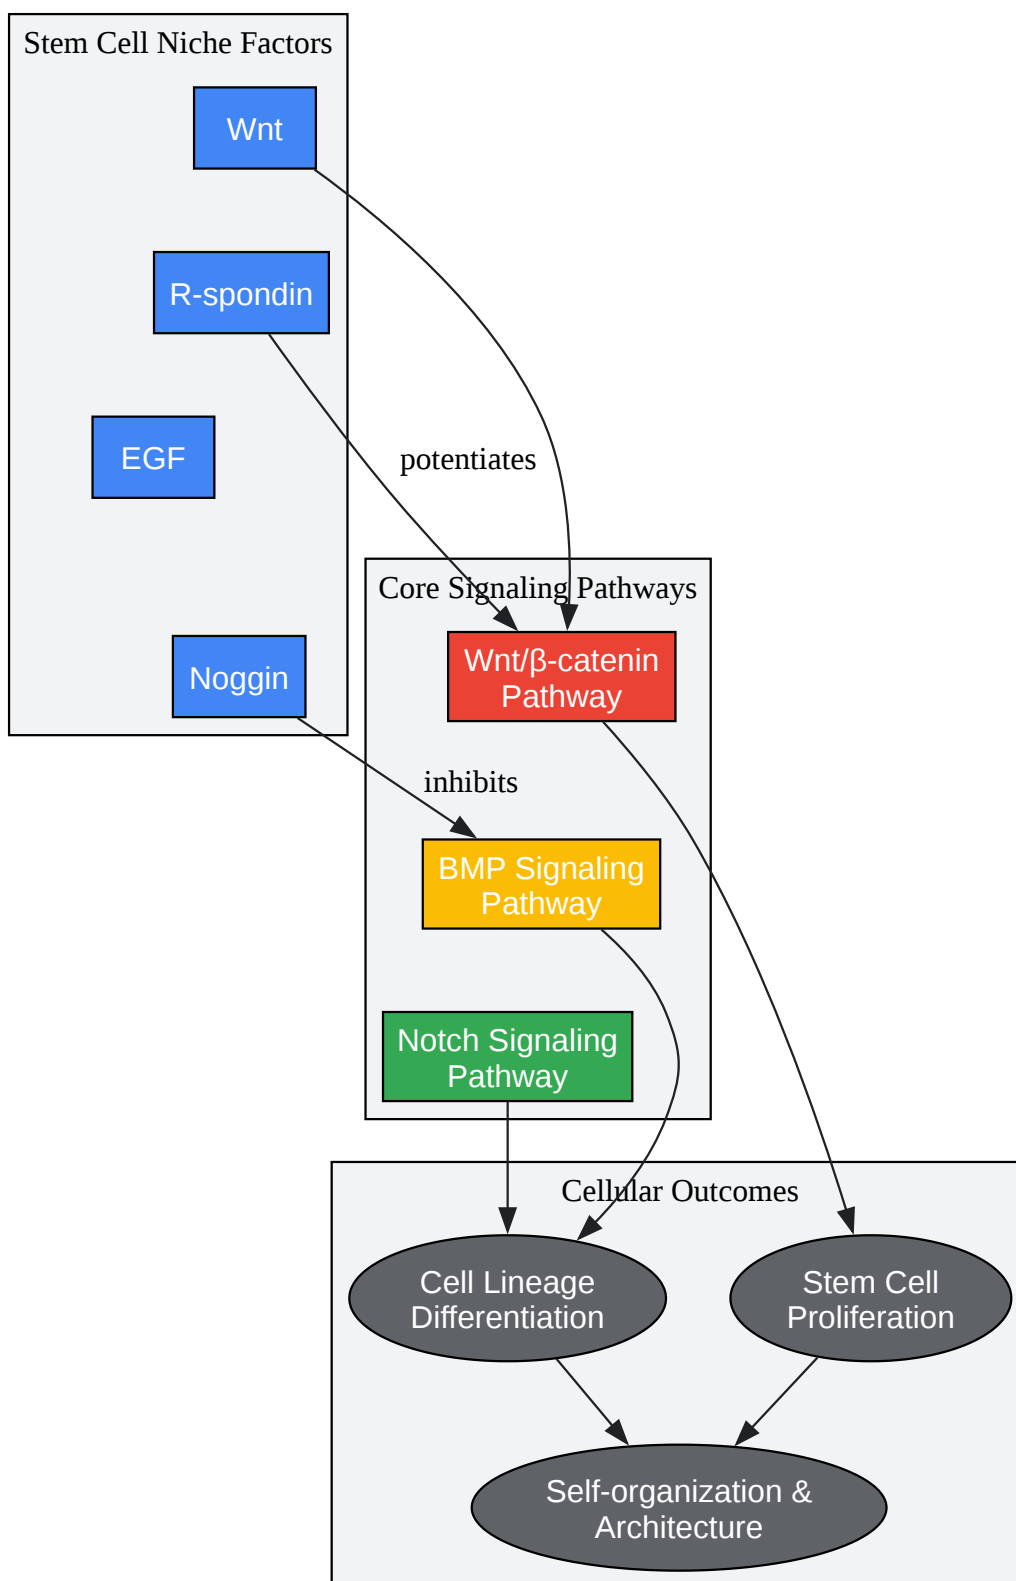 Stem Cell Niche Factors
Wnt
R-spondin
EGF
potentiates
Core Signaling Pathways
Wnt/β-catenin
Pathway
Noggin
inhibits
BMP Signaling
Pathway
Notch Signaling
Pathway
Cellular Outcomes
Cell Lineage
Differentiation
Stem Cell
Proliferation
Self-organization &
Architecture